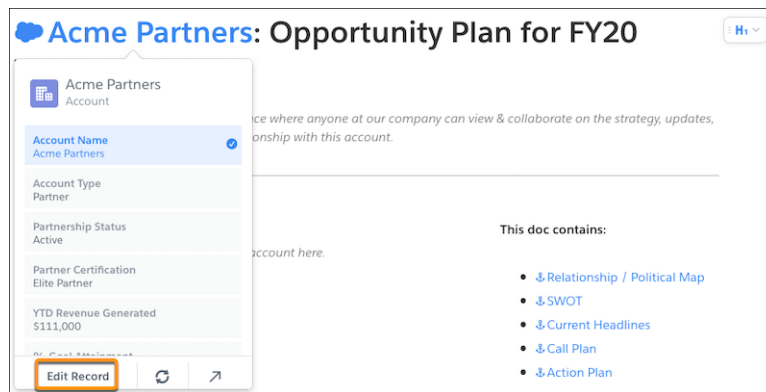 Acme Partners: Opportunity Plan for FY20
H1
Acme Partners
Account
ce where anyone at our company can view & collaborate on the strategy, updates,
onship with this account.
Account Name
Acme Partners
Account Type
Partner
Partnership Status
Active
account here.
Partner Certification
Elite Partner
YTD Revenue Generated
$111,000
% Goal Attainment
Edit Record
This doc contains:
Relationship / Political Map
SWOT
Current Headlines
Call Plan
Action Plan